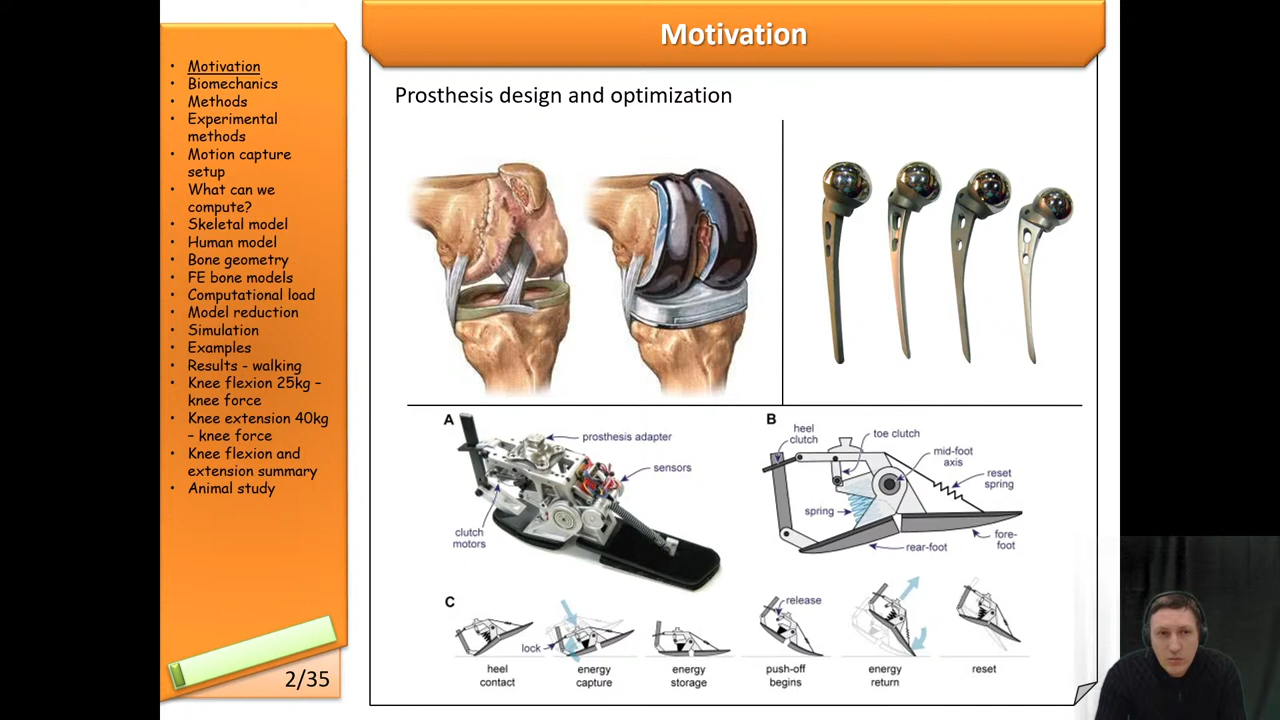 Motivation
• Motivation
• Biomechanics
• Methods
• Experimental
methods
• Motion capture
setup
• What can we
compute?
• Skeletal model
• Human model
• Bone geometry
• FE bone models
• Computational load
• Model reduction
• Simulation
• Examples
• Results - walking
• Knee flexion 25kg –
knee force
• Knee extension 40kg
– knee force
• Knee flexion and
extension summary
• Animal study
2/35
Prosthesis design and optimization
A
prosthesis adapter
sensors
clutch
motors
B
heel
clutch
toe clutch
mid-foot
axis
reset
spring
spring
rear-foot
fore-
foot
C
lock
release
heel
contact
energy
capture
energy
storage
push-off
begins
energy
return
reset